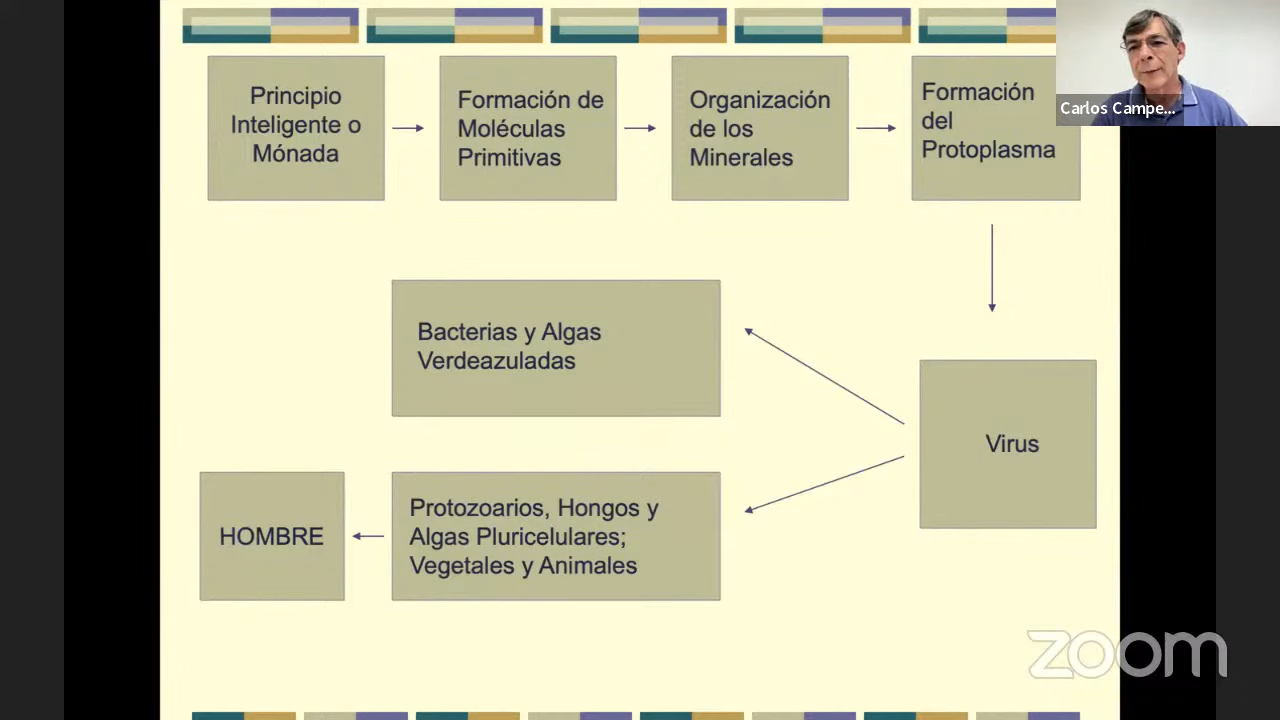 Principio
Inteligente o
Mónada
Formación de
Moléculas
Primitivas
Organización
de los
Minerales
Formación
del
Protoplasma
Carlos Campe...
Bacterias y Algas
Verdeazuladas
Virus
HOMBRE
Protozoarios, Hongos y
Algas Pluricelulares;
Vegetales y Animales
zoom